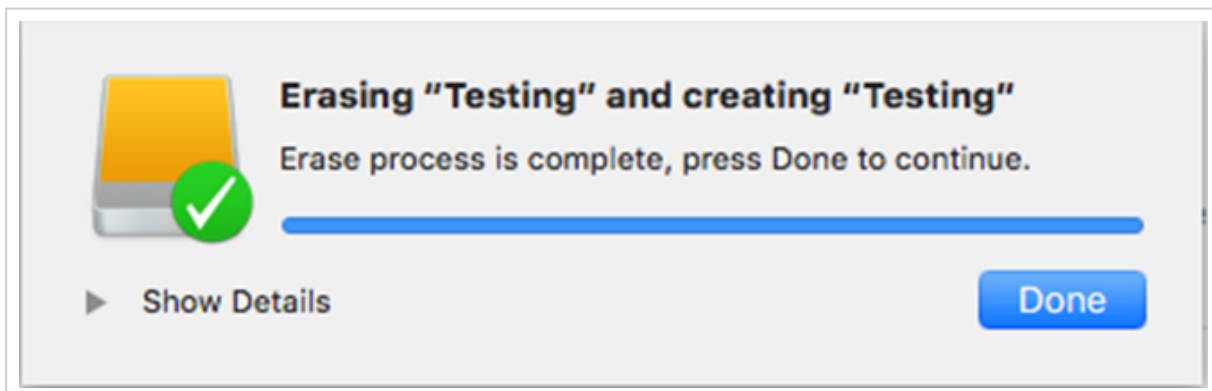 Erasing “Testing” and creating “Testing”
Erase process is complete, press Done to continue.
Show Details
Done